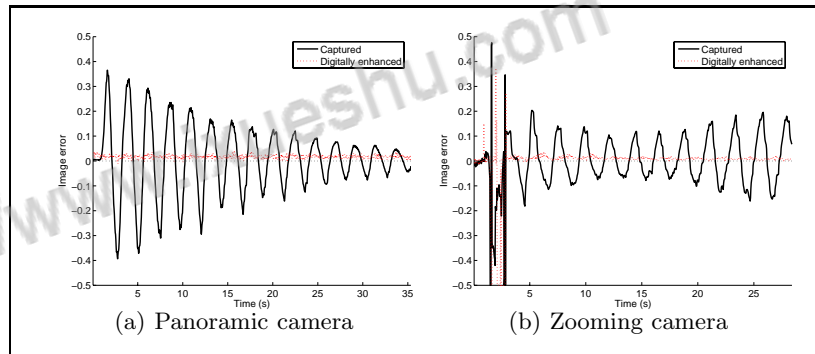 0.5
0.4
0.3
0.2
0.1
0
−0.1
−0.2
−0.3
−0.4
−0.5
Image error
5 10 15 20 25 30 35
Time (s)
Captured
Digitally enhanced
(a) Panoramic camera
0.5
0.4
0.3
0.2
0.1
0
−0.1
−0.2
−0.3
−0.4
−0.5
Image error
5 10 15 20 25
Time (s)
Captured
Digitally enhanced
(b) Zooming camera
www.ixueshu.com